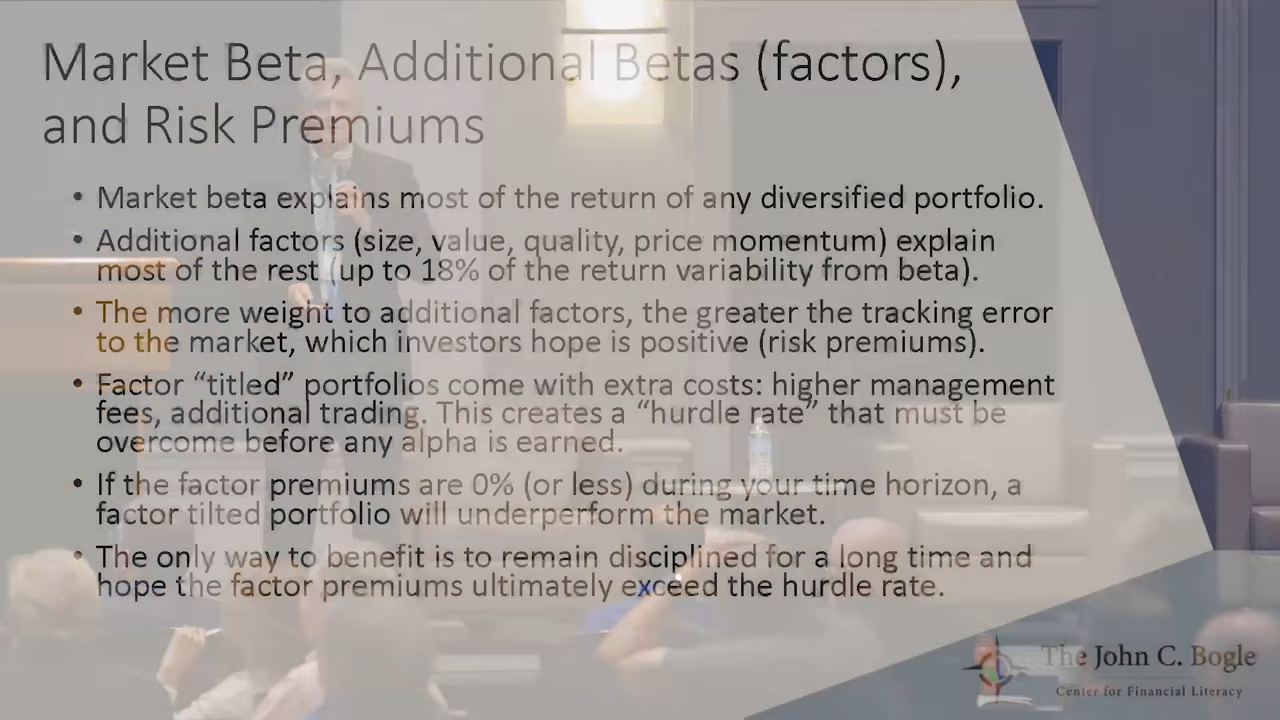 Market Beta, Additional Betas (factors),
and Risk Premiums
• Market beta explains most of the return of any diversified portfolio.
• Additional factors (size, value, quality, price momentum) explain
most of the rest (up to 18% of the return variability from beta).
• The more weight to additional factors, the greater the tracking error
to the market, which investors hope is positive (risk premiums).
• Factor “titled” portfolios come with extra costs: higher management
fees, additional trading. This creates a “hurdle rate” that must be
overcome before any alpha is earned.
• If the factor premiums are 0% (or less) during your time horizon, a
factor tilted portfolio will underperform the market.
• The only way to benefit is to remain disciplined for a long time and
hope the factor premiums ultimately exceed the hurdle rate.
The John C. Bogle
Center for Financial Literacy